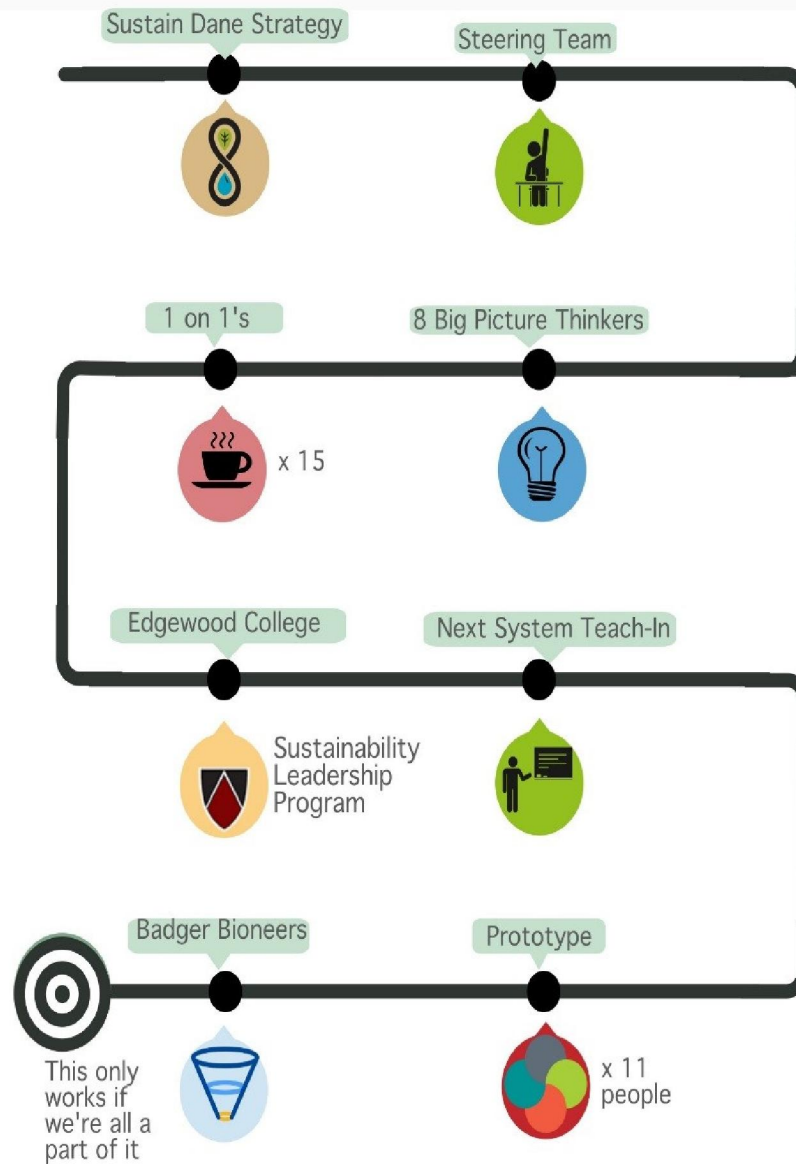 Sustain Dane Strategy
Steering Team
1 on 1's
8 Big Picture Thinkers
x 15
Edgewood College
Next System Teach-In
Sustainability
Leadership
Program
Badger Bioneers
Prototype
x 11
people
This only
works if
we're all a
part of it